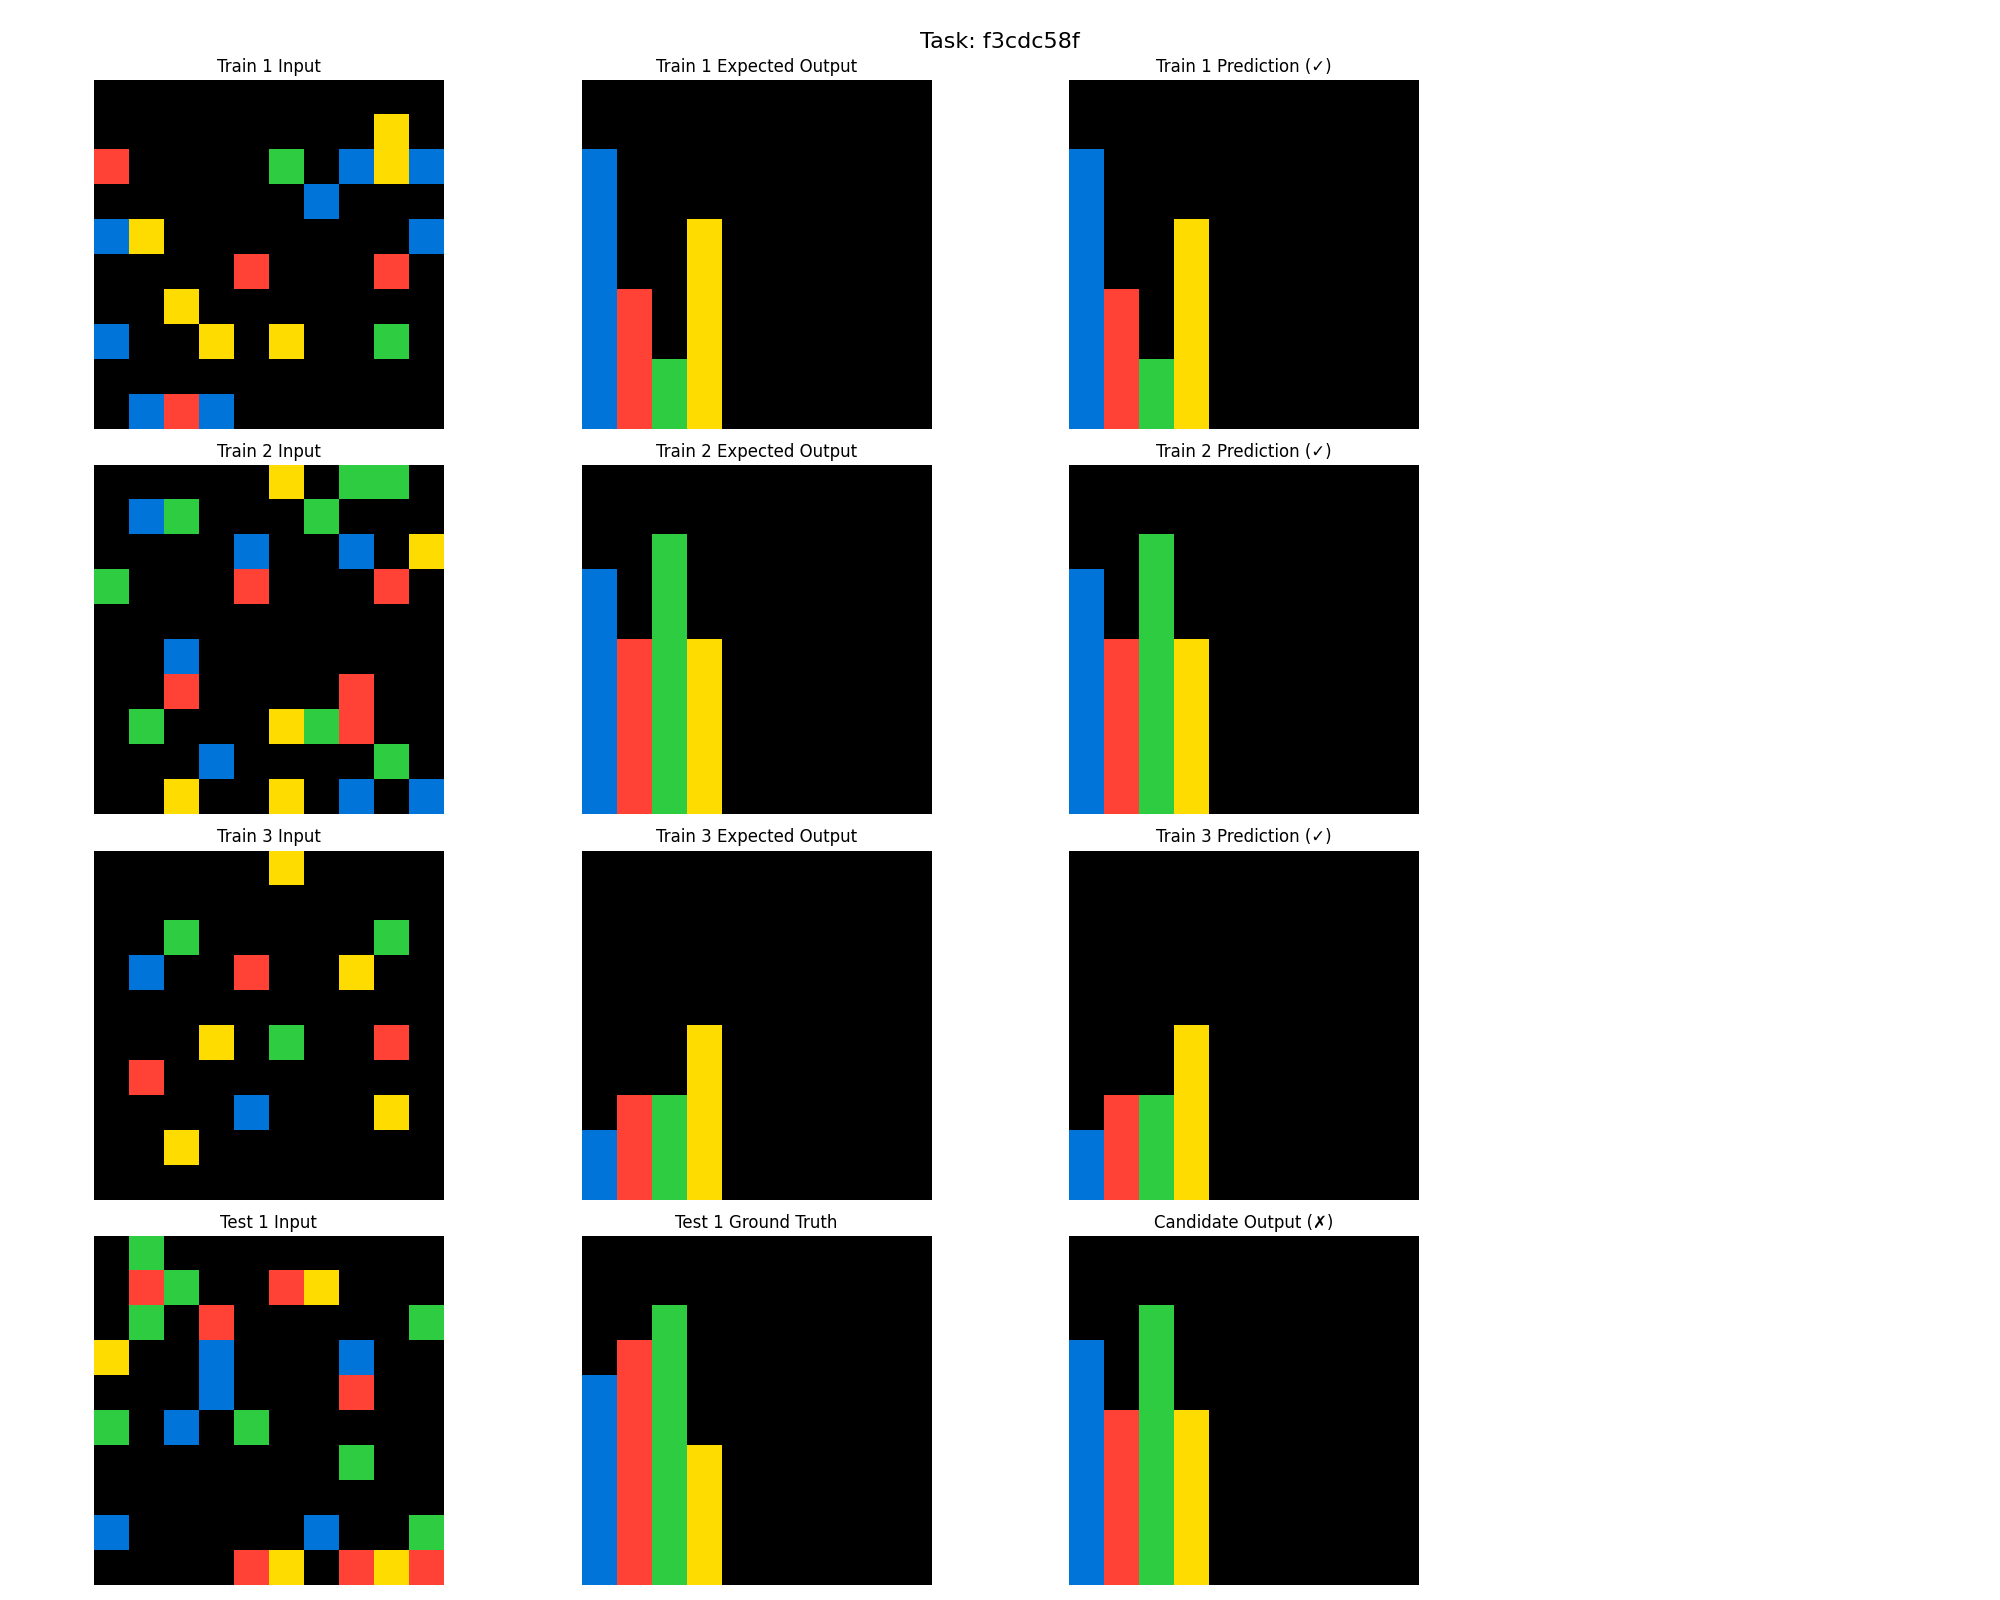 Task: f3cdc58f
Train 1 Input
Train 1 Expected Output
Train 1 Prediction (✓)
Train 2 Input
Train 2 Expected Output
Train 2 Prediction (✓)
Train 3 Input
Train 3 Expected Output
Train 3 Prediction (✓)
Test 1 Input
Test 1 Ground Truth
Candidate Output (✗)